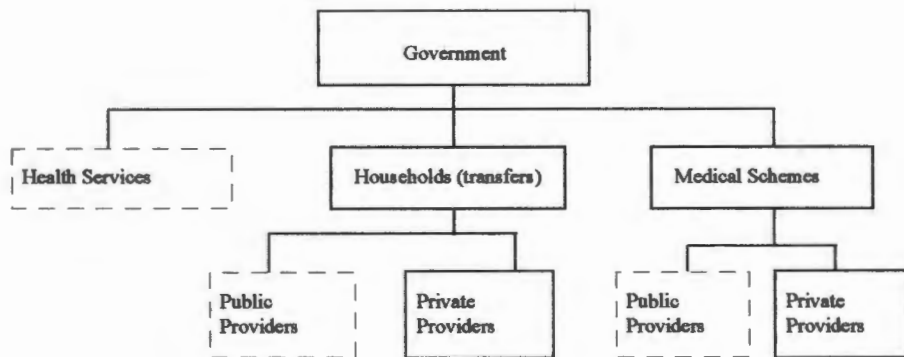 Government
Health Services
Households (transfers)
Medical Schemes
Public
Providers
Private
Providers
Public
Providers
Private
Providers